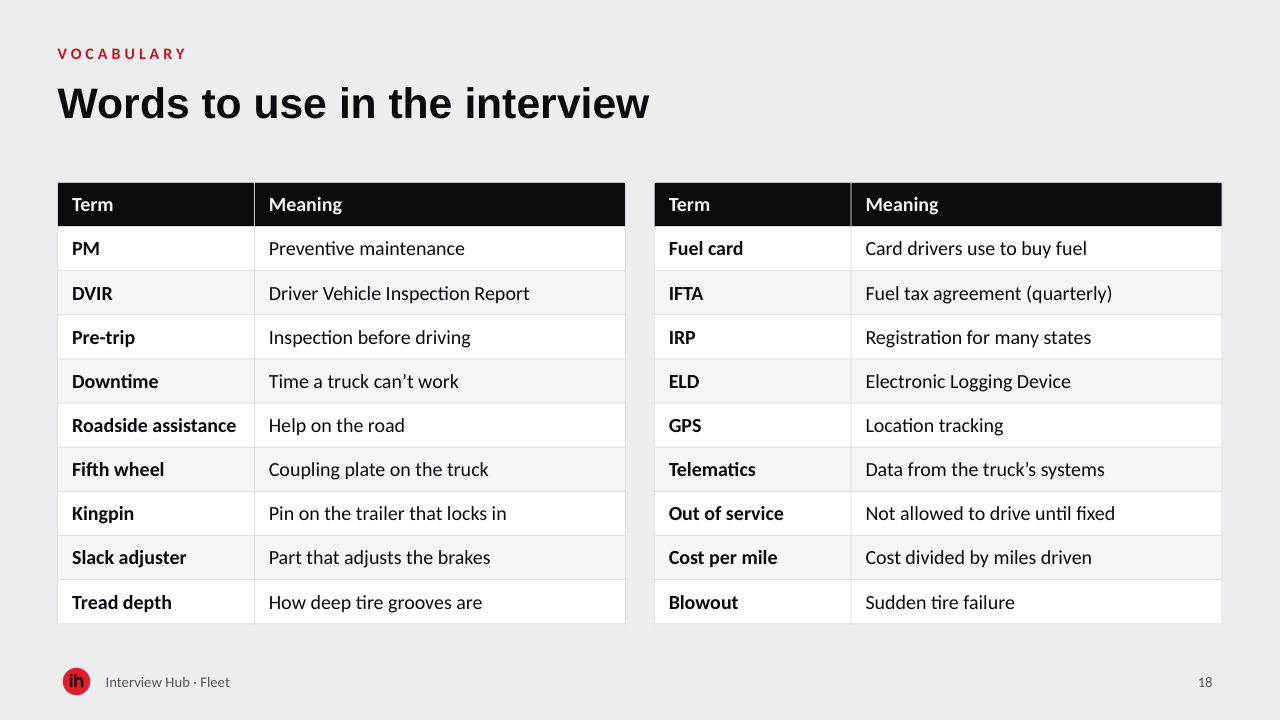 VOCABULARY
Words to use in the interview
Term Meaning
PM Preventive maintenance
DVIR Driver Vehicle Inspection Report
Pre-trip Inspection before driving
Downtime Time a truck can’t work
Roadside assistance Help on the road
Fifth wheel Coupling plate on the truck
Kingpin Pin on the trailer that locks in
Slack adjuster Part that adjusts the brakes
Tread depth How deep tire grooves are
Term Meaning
Fuel card Card drivers use to buy fuel
IFTA Fuel tax agreement (quarterly)
IRP Registration for many states
ELD Electronic Logging Device
GPS Location tracking
Telematics Data from the truck’s systems
Out of service Not allowed to drive until fixed
Cost per mile Cost divided by miles driven
Blowout Sudden tire failure
ih Interview Hub · Fleet
18